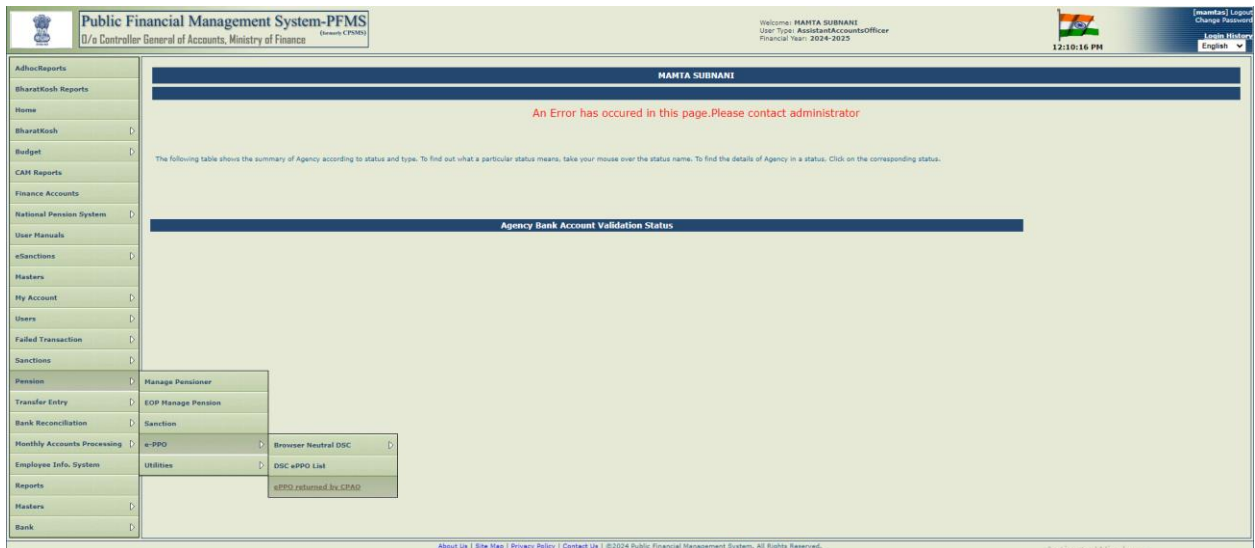 Public Financial Management System-PFMS
(formerly CPSMS)
O/o Controller General of Accounts, Ministry of Finance
Welcome: MAMTA SUBNANI
User Type: AssistantAccountsOfficer
Financial Year: 2024-2025
12:10:16 PM
[mamtas] Logout
Change Password
Login History
English
AdhocReports
BharatKosh Reports
Home
BharatKosh
Budget
CAM Reports
Finance Accounts
National Pension System
User Manuals
eSanctions
Masters
My Account
Users
Failed Transaction
Sanctions
Pension
Transfer Entry
Bank Reconciliation
Monthly Accounts Processing
Employee Info. System
Reports
Masters
Bank
MAMTA SUBNANI
An Error has occured in this page.Please contact administrator
The following table shows the summary of Agency according to status and type. To find out what a particular status means, take your mouse over the status name. To find the details of Agency in a status. Click on the corresponding status.
Agency Bank Account Validation Status
Manage Pensioner
EOP Manage Pension
Sanction
e-PPO
Utilities
Browser Neutral DSC
DSC ePPO List
ePPO returned by CPAO
About Us | Site Map | Privacy Policy | Contact Us | ©2024 Public Financial Management System. All Rights Reserved.